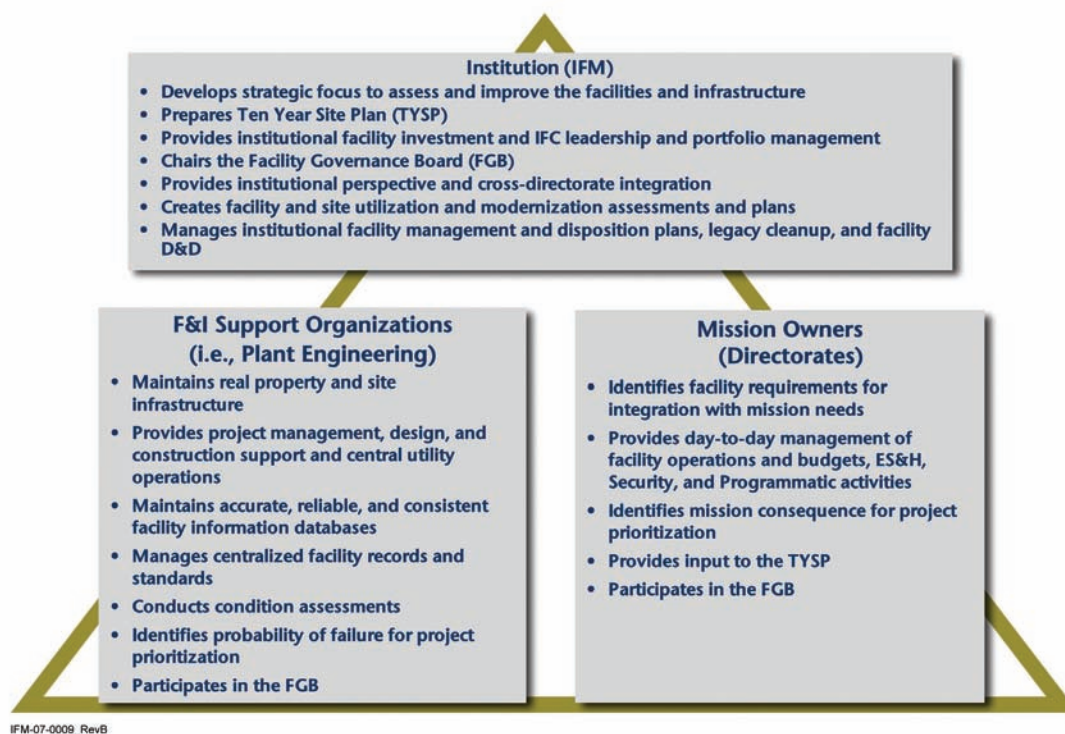 Institution (IFM)
• Develops strategic focus to assess and improve the facilities and infrastructure
• Prepares Ten Year Site Plan (TYSP)
• Provides institutional facility investment and IFC leadership and portfolio management
• Chairs the Facility Governance Board (FGB)
• Provides institutional perspective and cross-directorate integration
• Creates facility and site utilization and modernization assessments and plans
• Manages institutional facility management and disposition plans, legacy cleanup, and facility
D&D
F&I Support Organizations
(i.e., Plant Engineering)
• Maintains real property and site
infrastructure
• Provides project management, design, and
construction support and central utility
operations
• Maintains accurate, reliable, and consistent
facility information databases
• Manages centralized facility records and
standards
• Conducts condition assessments
• Identifies probability of failure for project
prioritization
• Participates in the FGB
Mission Owners
(Directorates)
• Identifies facility requirements for
integration with mission needs
• Provides day-to-day management of
facility operations and budgets, ES&H,
Security, and Programmatic activities
• Identifies mission consequence for project
prioritization
• Provides input to the TYSP
• Participates in the FGB
IFM-07-0009 RevB